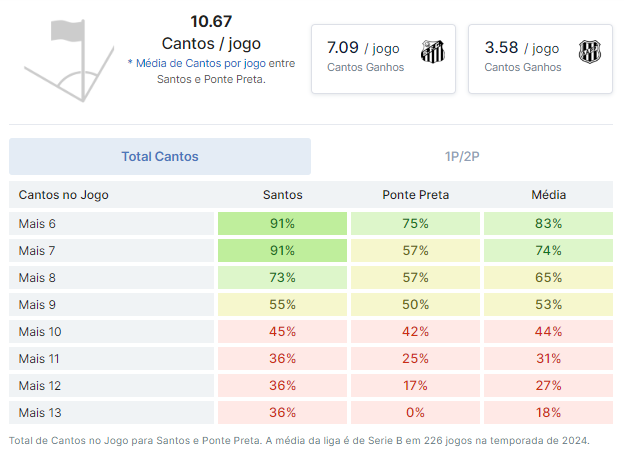 10.67
Cantos / jogo
* Média de Cantos por jogo entre
Santos e Ponte Preta.
7.09 / jogo
Cantos Ganhos
3.58 / jogo
Cantos Ganhos
Total Cantos 1P/2P
Cantos no Jogo Santos Ponte Preta Média
Mais 6 91% 75% 83%
Mais 7 91% 57% 74%
Mais 8 73% 57% 65%
Mais 9 55% 50% 53%
Mais 10 45% 42% 44%
Mais 11 36% 25% 31%
Mais 12 36% 17% 27%
Mais 13 36% 0% 18%
Total de Cantos no Jogo para Santos e Ponte Preta. A média da liga é de Serie B em 226 jogos na temporada de 2024.